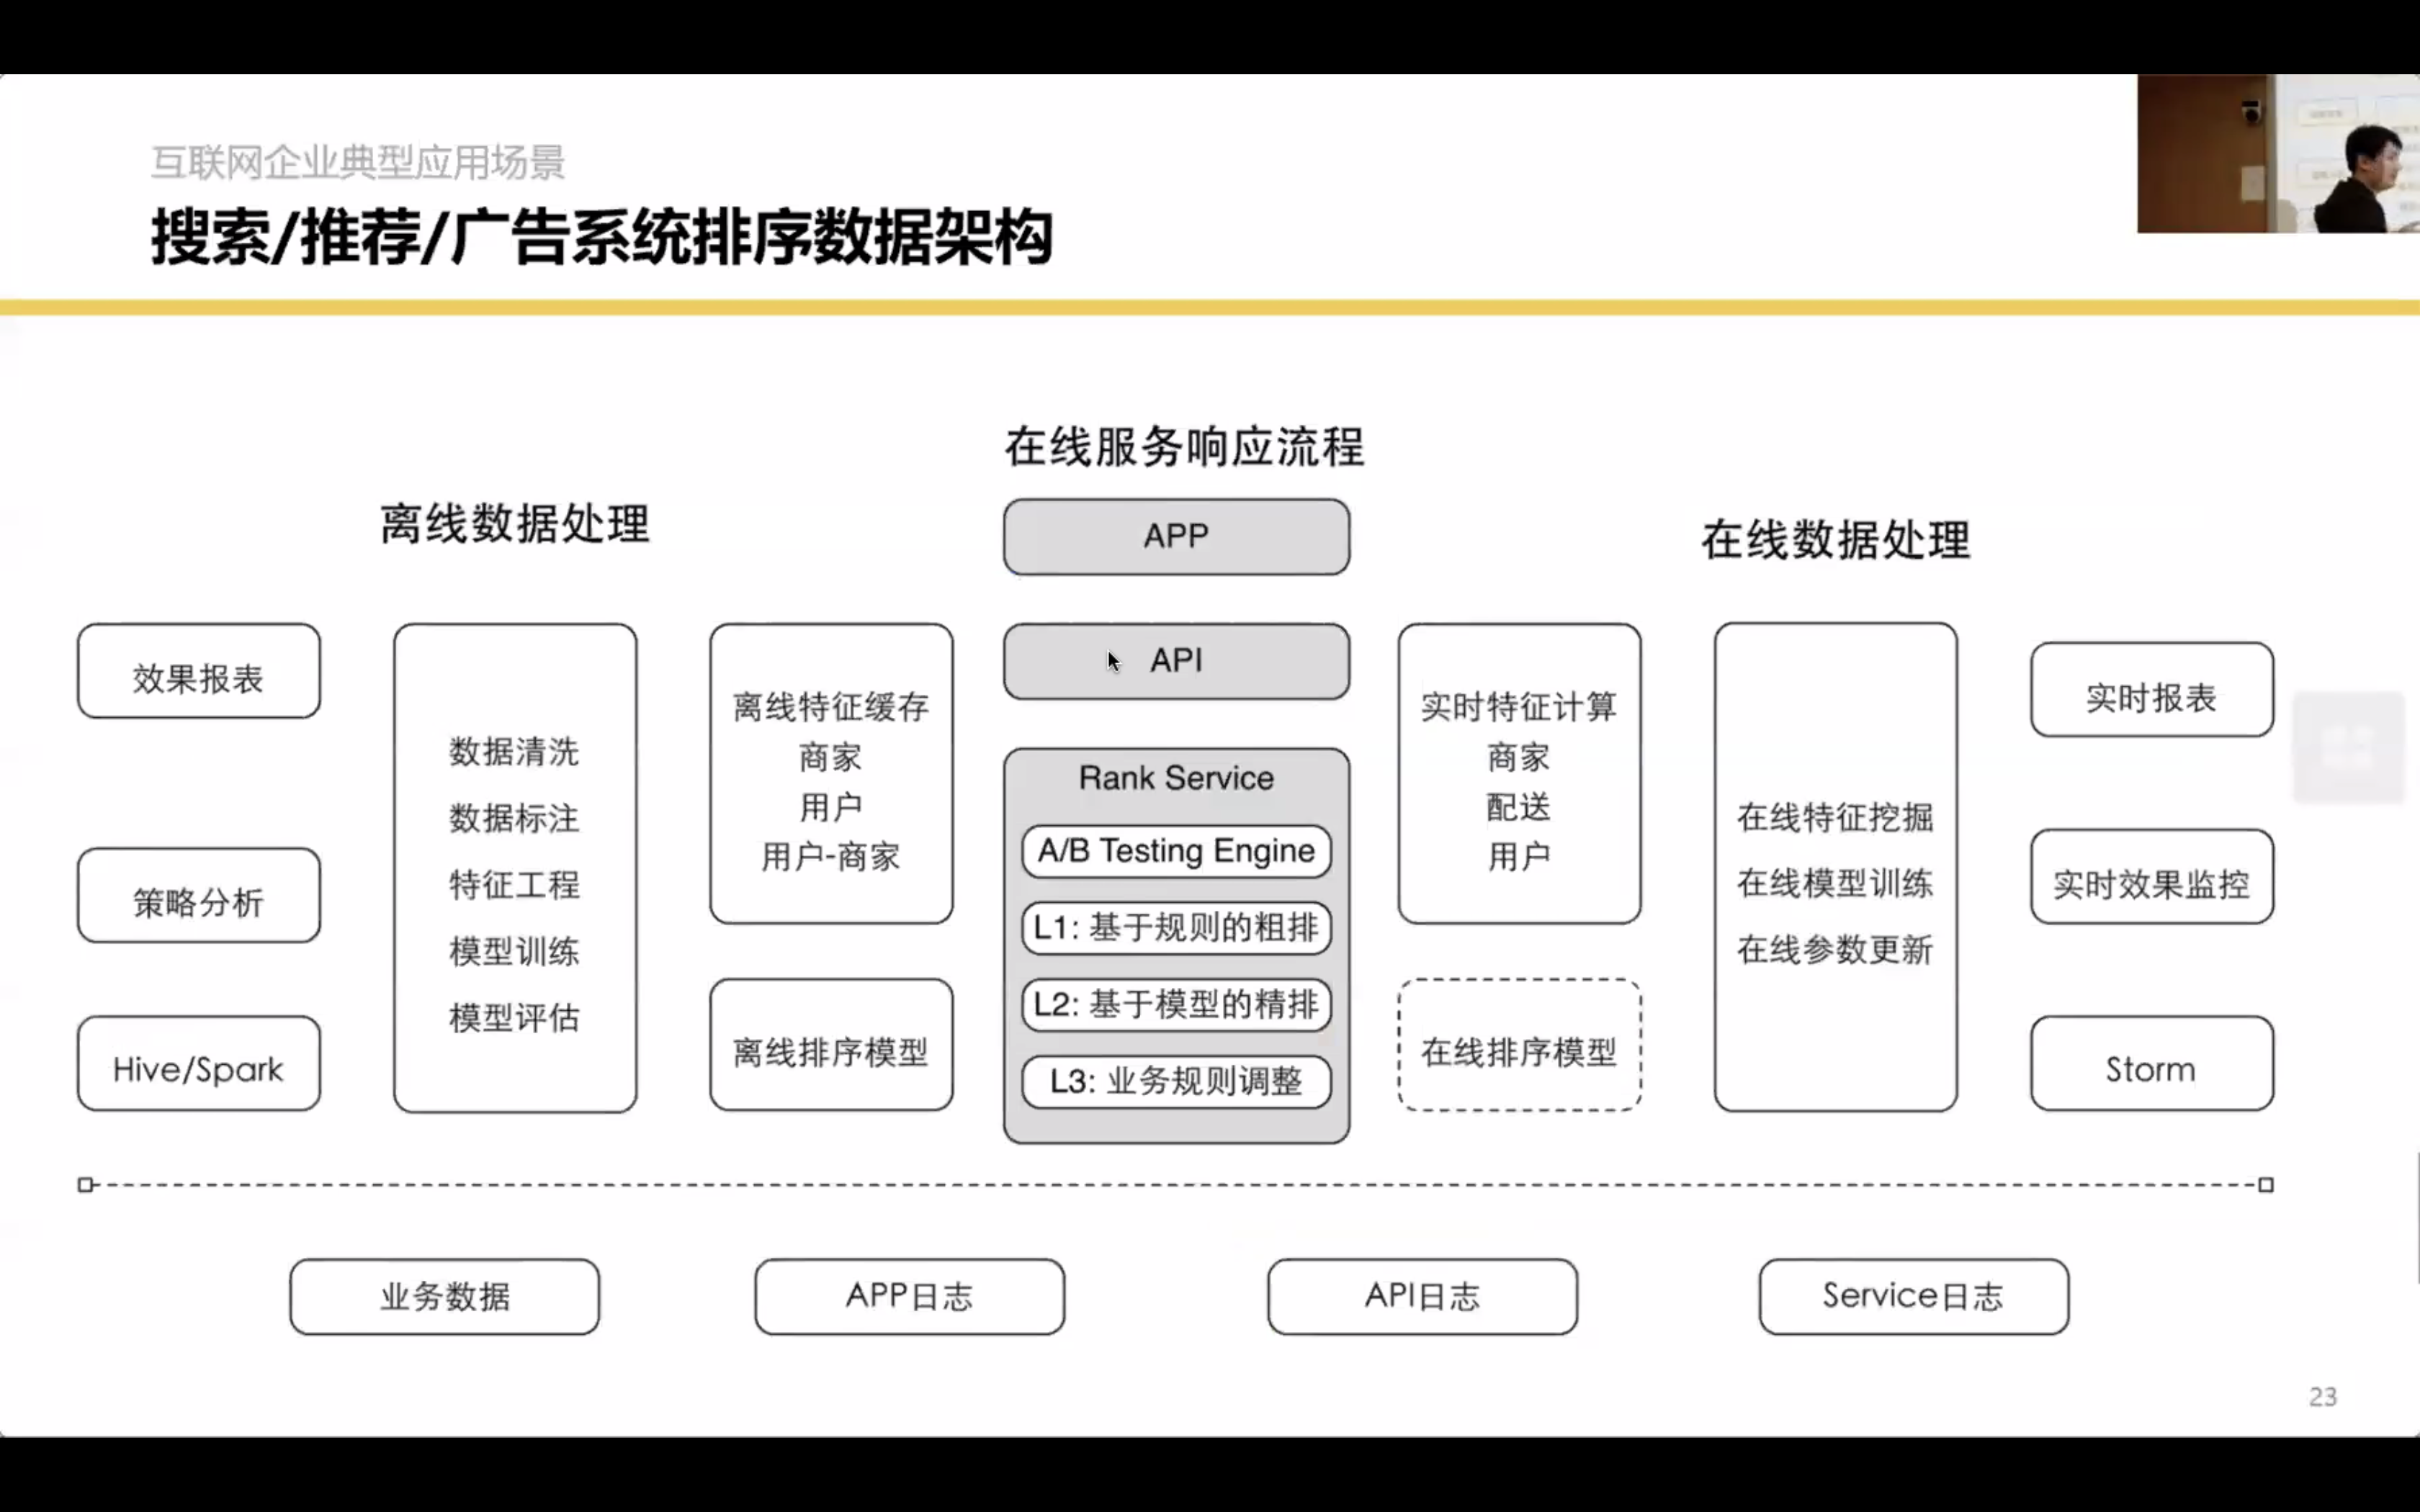 互联网企业典型应用场景
搜索/推荐/广告系统排序数据架构
在线服务响应流程
离线数据处理
在线数据处理
APP
API
效果报表
策略分析
Hive/Spark
数据清洗
数据标注
特征工程
模型训练
模型评估
离线特征缓存
商家
用户
用户-商家
离线排序模型
Rank Service
A/B Testing Engine
L1: 基于规则的粗排
L2: 基于模型的精排
L3: 业务规则调整
实时特征计算
商家
配送
用户
在线排序模型
在线特征挖掘
在线模型训练
在线参数更新
实时报表
实时效果监控
Storm
业务数据
APP日志
API日志
Service日志
23